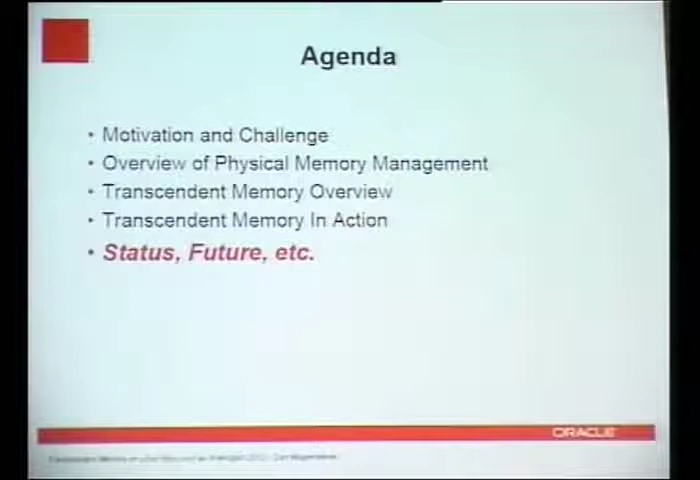 Agenda
• Motivation and Challenge
• Overview of Physical Memory Management
• Transcendent Memory Overview
• Transcendent Memory In Action
• Status, Future, etc.
ORACLE